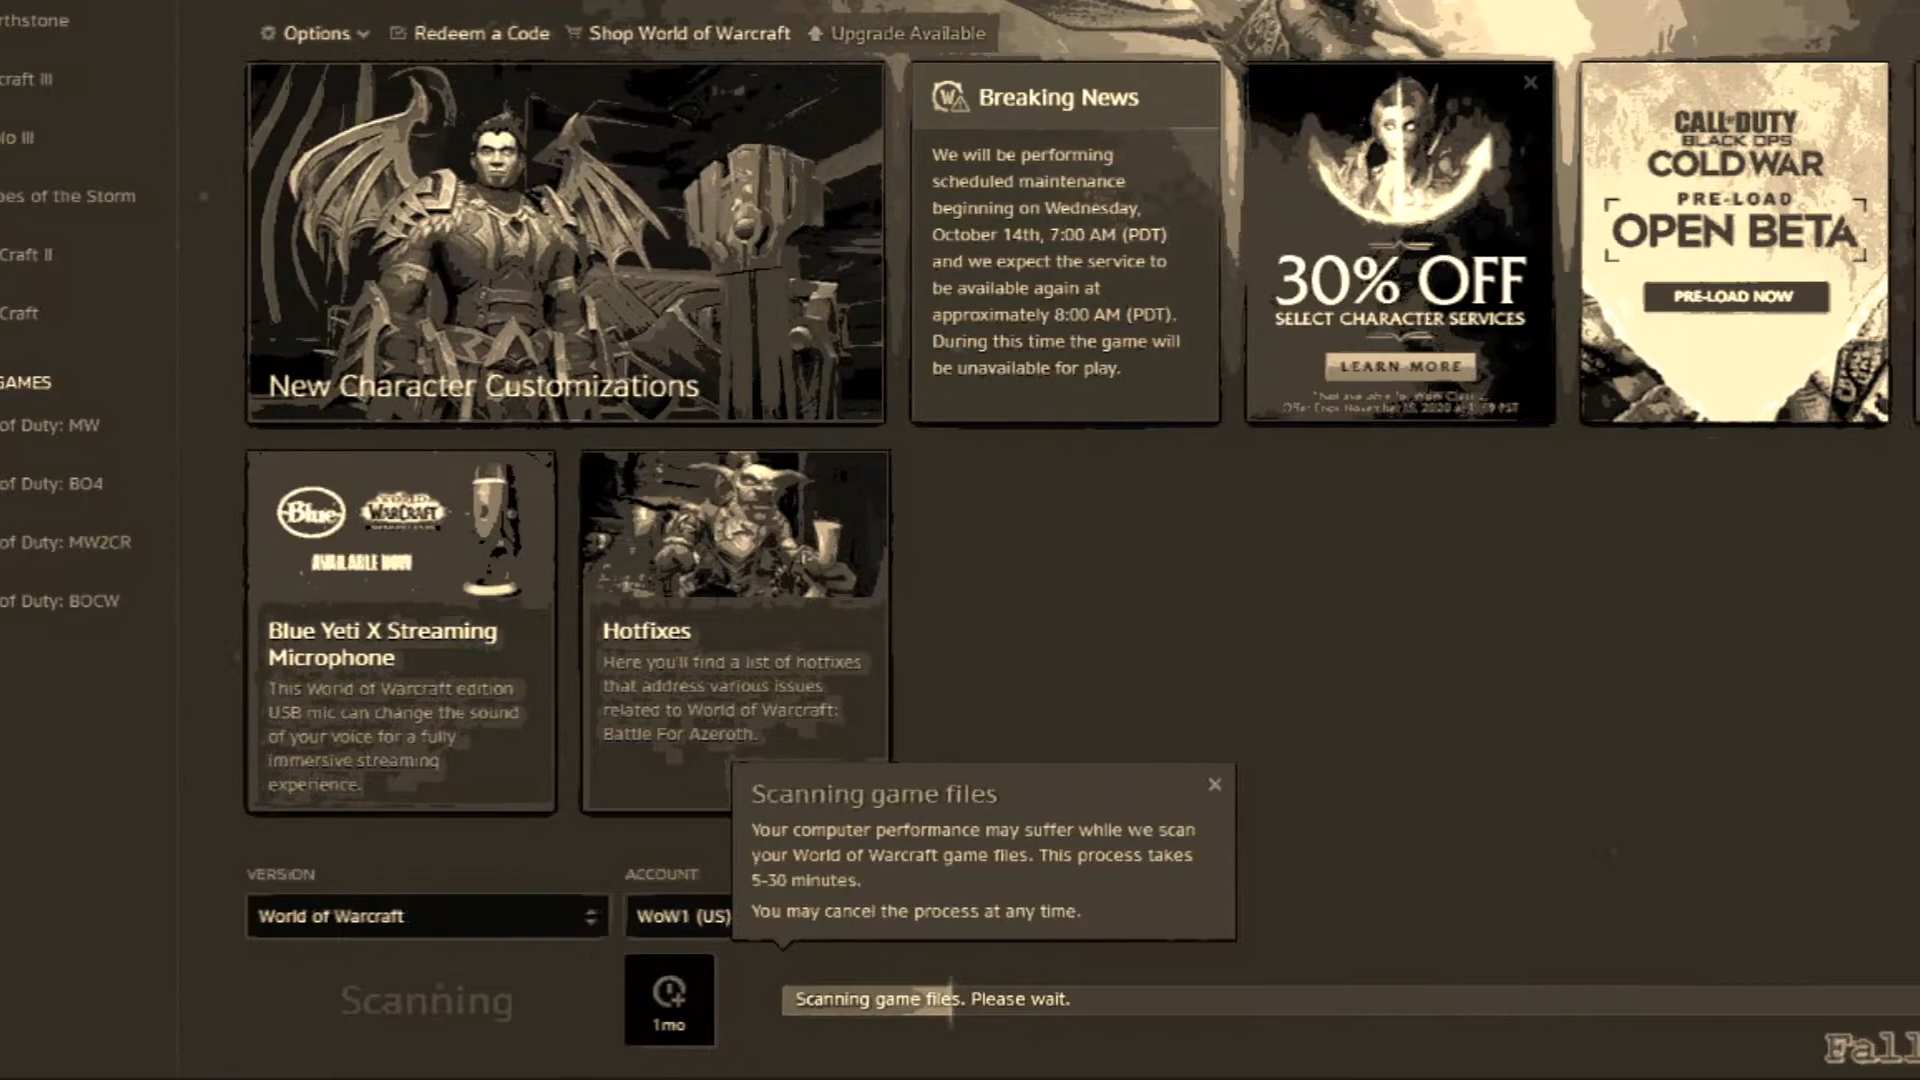 rthstone
Options
Redeem a Code
Shop World of Warcraft
Upgrade Available
craft III
lo III
oes of the Storm
Craft II
Craft
GAMES
of Duty: MW
of Duty: BO4
of Duty: MW2CR
of Duty: BOCW
New Character Customizations
Breaking News
We will be performing
scheduled maintenance
beginning on Wednesday,
October 14th, 7:00 AM (PDT)
and we expect the service to
be available again at
approximately 8:00 AM (PDT).
During this time the game will
be unavailable for play.
30% OFF
SELECT CHARACTER SERVICES
LEARN MORE
CALL OF DUTY
BLACK OPS
COLD WAR
PRE-LOAD
OPEN BETA
PRE-LOAD NOW
Blue
WORLD OF
WARCRAFT
AVAILABLE NOW
Blue Yeti X Streaming
Microphone
This World of Warcraft edition
USB mic can change the sound
of your voice for a fully
immersive streaming
experience.
Hotfixes
Here you'll find a list of hotfixes
that address various issues
related to World of Warcraft:
Battle For Azeroth.
Scanning game files
Your computer performance may suffer while we scan
your World of Warcraft game files. This process takes
5-30 minutes.
You may cancel the process at any time.
VERSION
World of Warcraft
ACCOUNT
WoW1 (US)
Scanning
1mo
Scanning game files. Please wait.
Fall